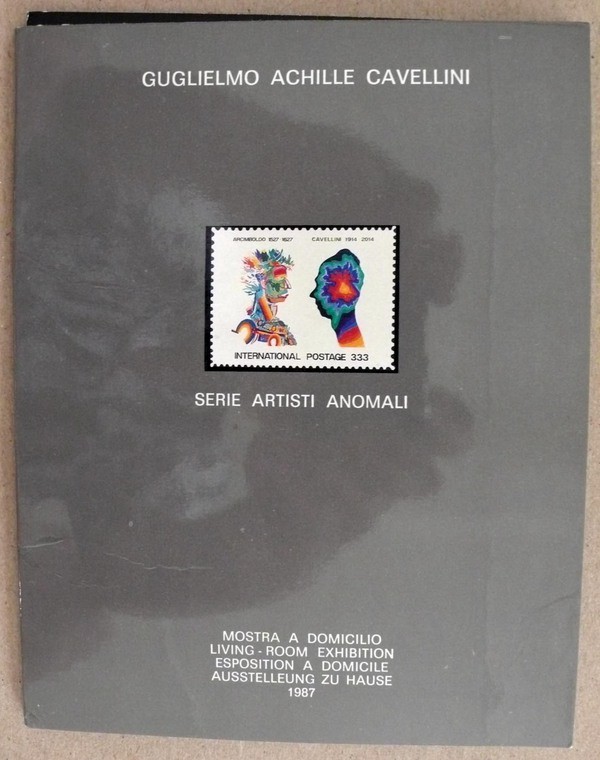 GUGLIELMO ACHILLE CAVELLINI
ARCIMBOLDO 1527-1627 CAVELLINI 1914-2014
INTERNATIONAL POSTAGE 333
SERIE ARTISTI ANOMALI
MOSTRA A DOMICILIO
LIVING - ROOM EXHIBITION
ESPOSITION A DOMICILE
AUSSTELLEUNG ZU HAUSE
1987